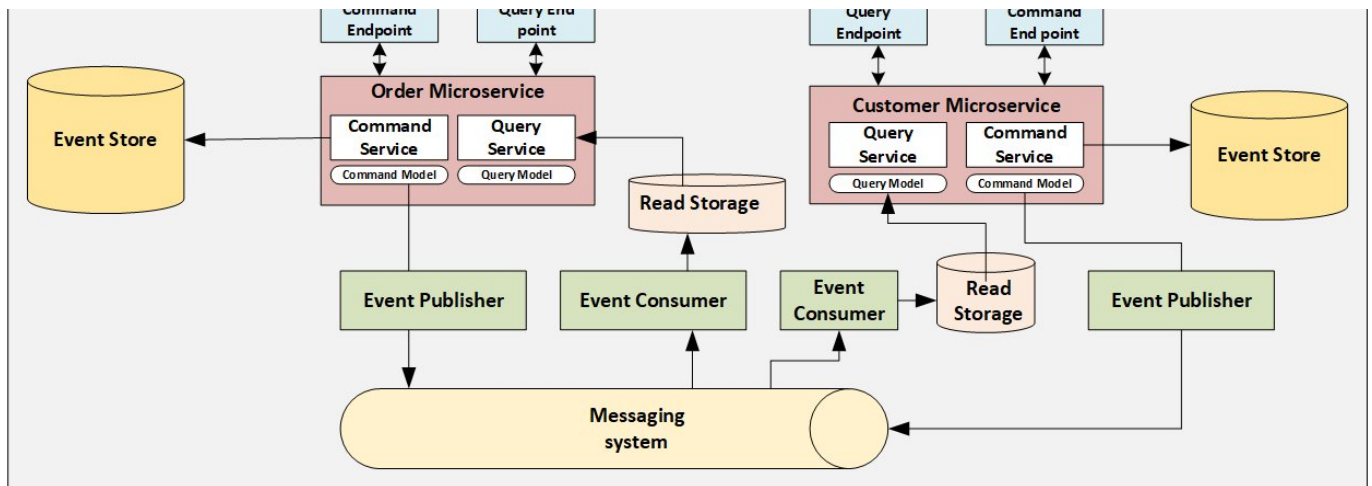 Command
Endpoint
Query End
point
Query
Endpoint
Command
End point
Order Microservice
Customer Microservice
Event Store
Command
Service
Query
Service
Command Model
Query Model
Query
Service
Command
Service
Query Model
Command Model
Event Store
Read Storage
Event Publisher
Event Consumer
Event
Consumer
Read
Storage
Event Publisher
Messaging
system